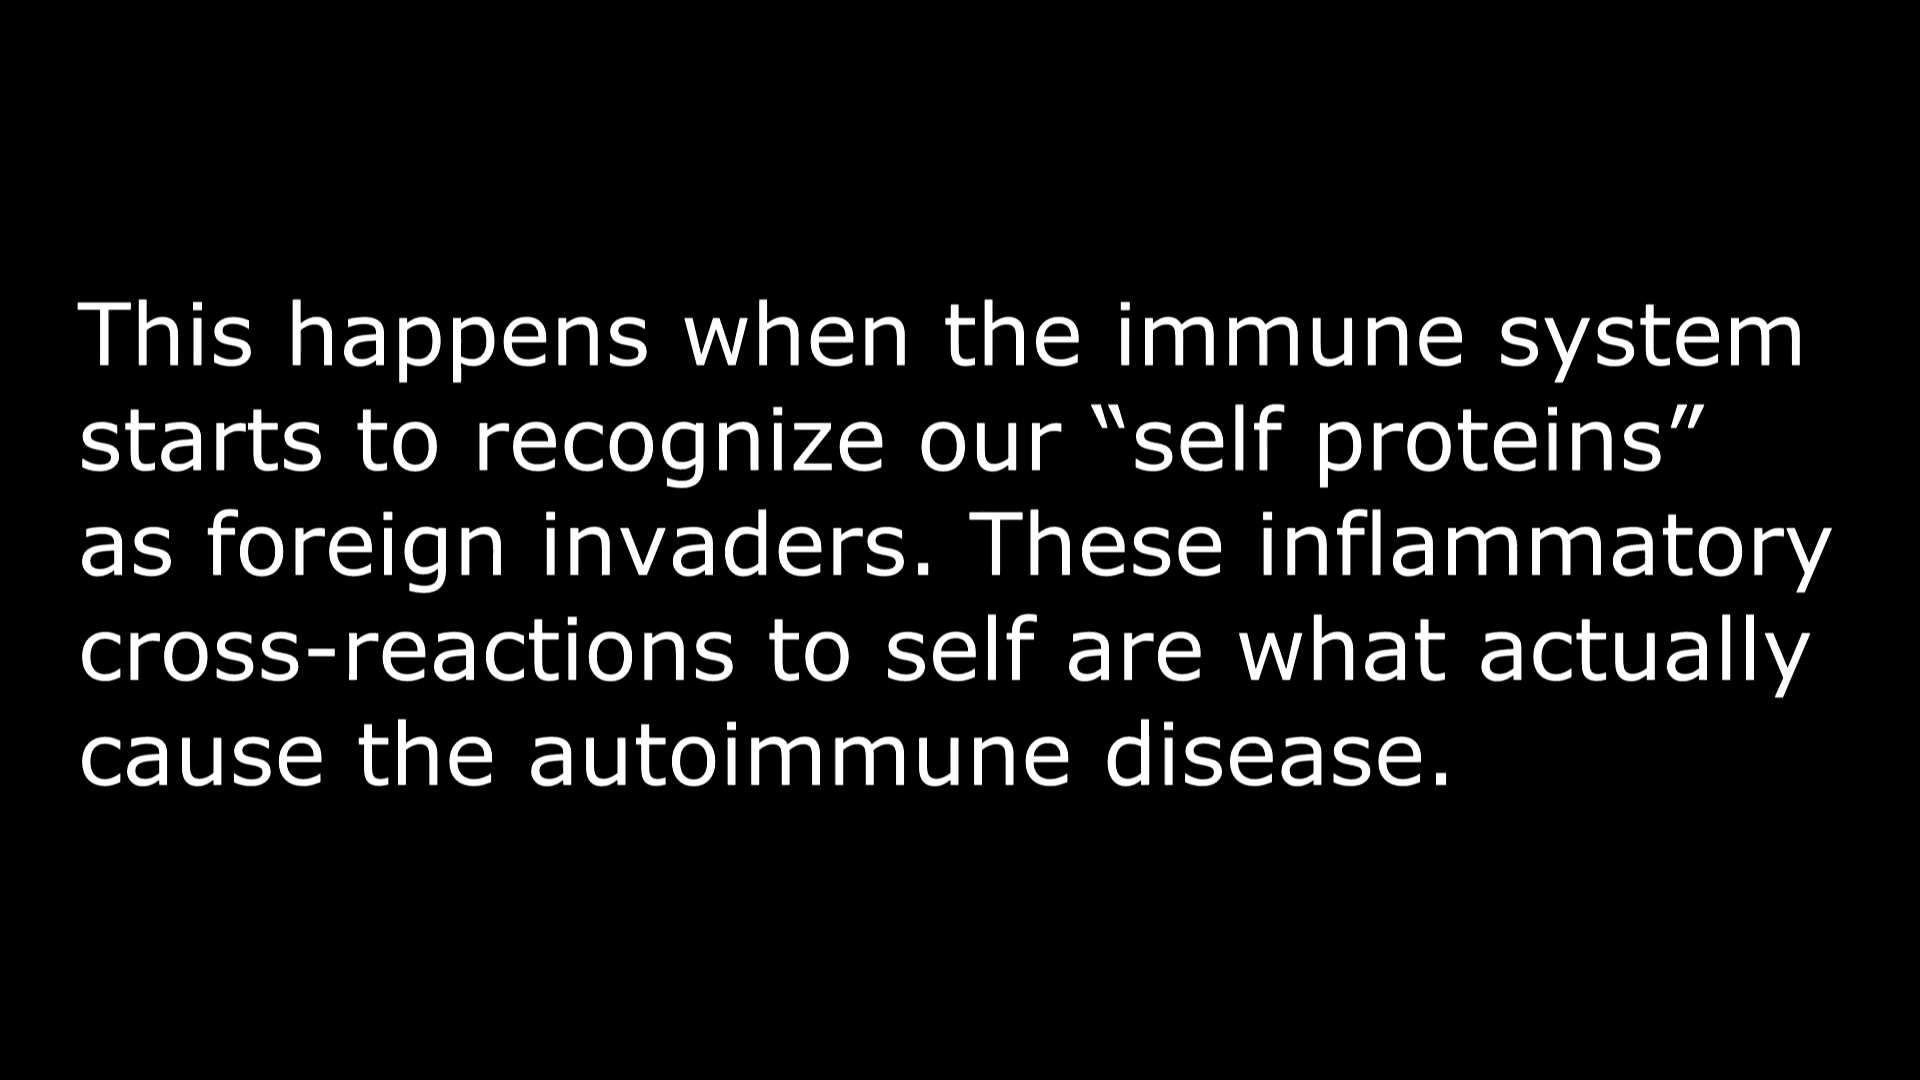 This happens when the immune system
starts to recognize our “self proteins”
as foreign invaders. These inflammatory
cross-reactions to self are what actually
cause the autoimmune disease.